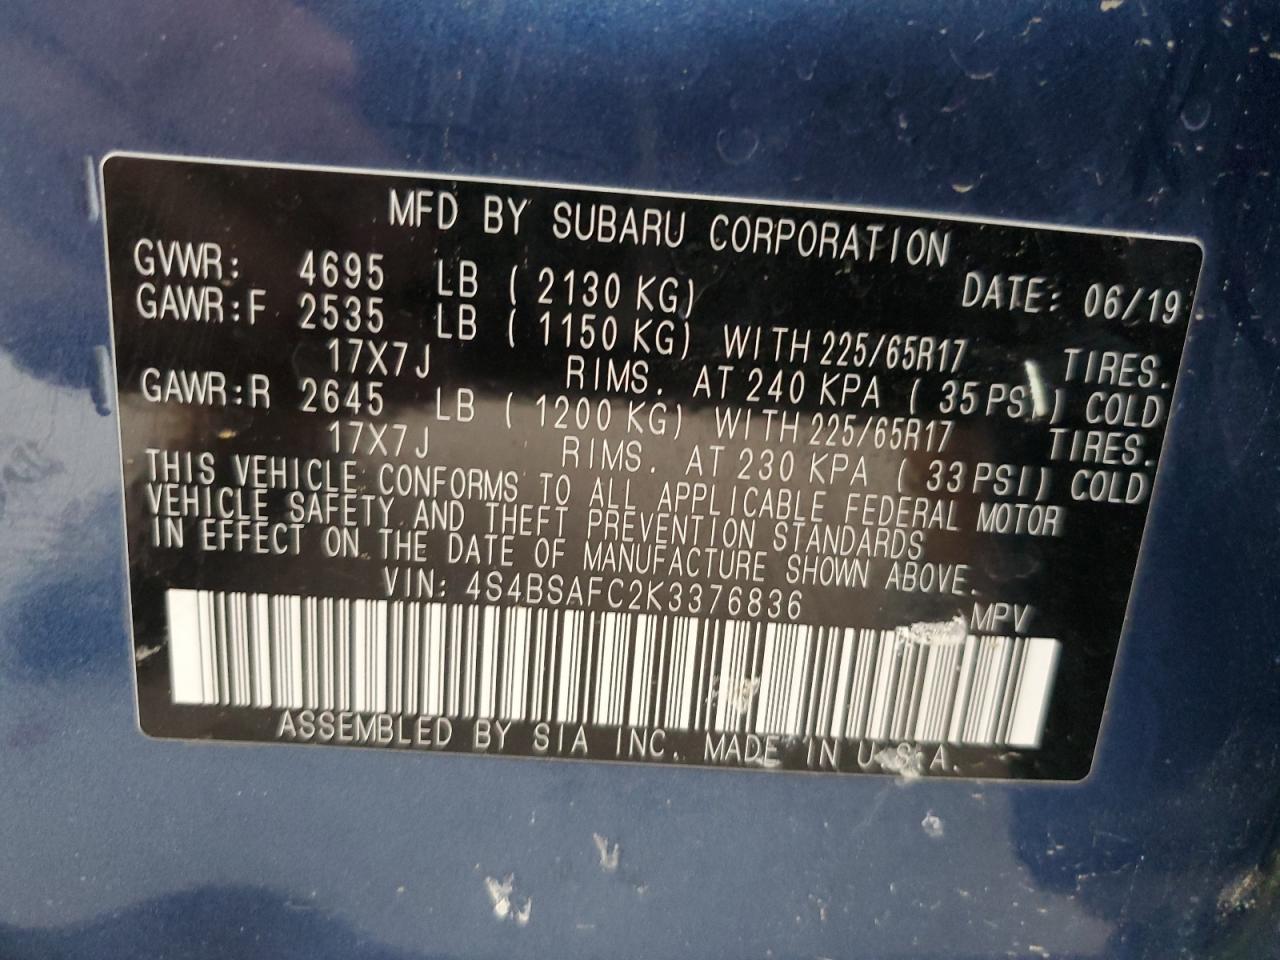 MFD BY SUBARU CORPORATION
GVWR: 4695 LB ( 2130 KG) DATE: 06/19
GAWR:F 2535 LB ( 1150 KG) WITH 225/65R17 TIRES.
17X7J RIMS. AT 240 KPA ( 35 PSI) COLD
GAWR:R 2645 LB ( 1200 KG) WITH 225/65R17 TIRES.
17X7J RIMS. AT 230 KPA ( 33 PSI) COLD
THIS VEHICLE CONFORMS TO ALL APPLICABLE FEDERAL MOTOR
VEHICLE SAFETY AND THEFT PREVENTION STANDARDS
IN EFFECT ON THE DATE OF MANUFACTURE SHOWN ABOVE.
VIN: 4S4BSAFC2K3376836 MPV
ASSEMBLED BY SIA INC. MADE IN U.S.A.